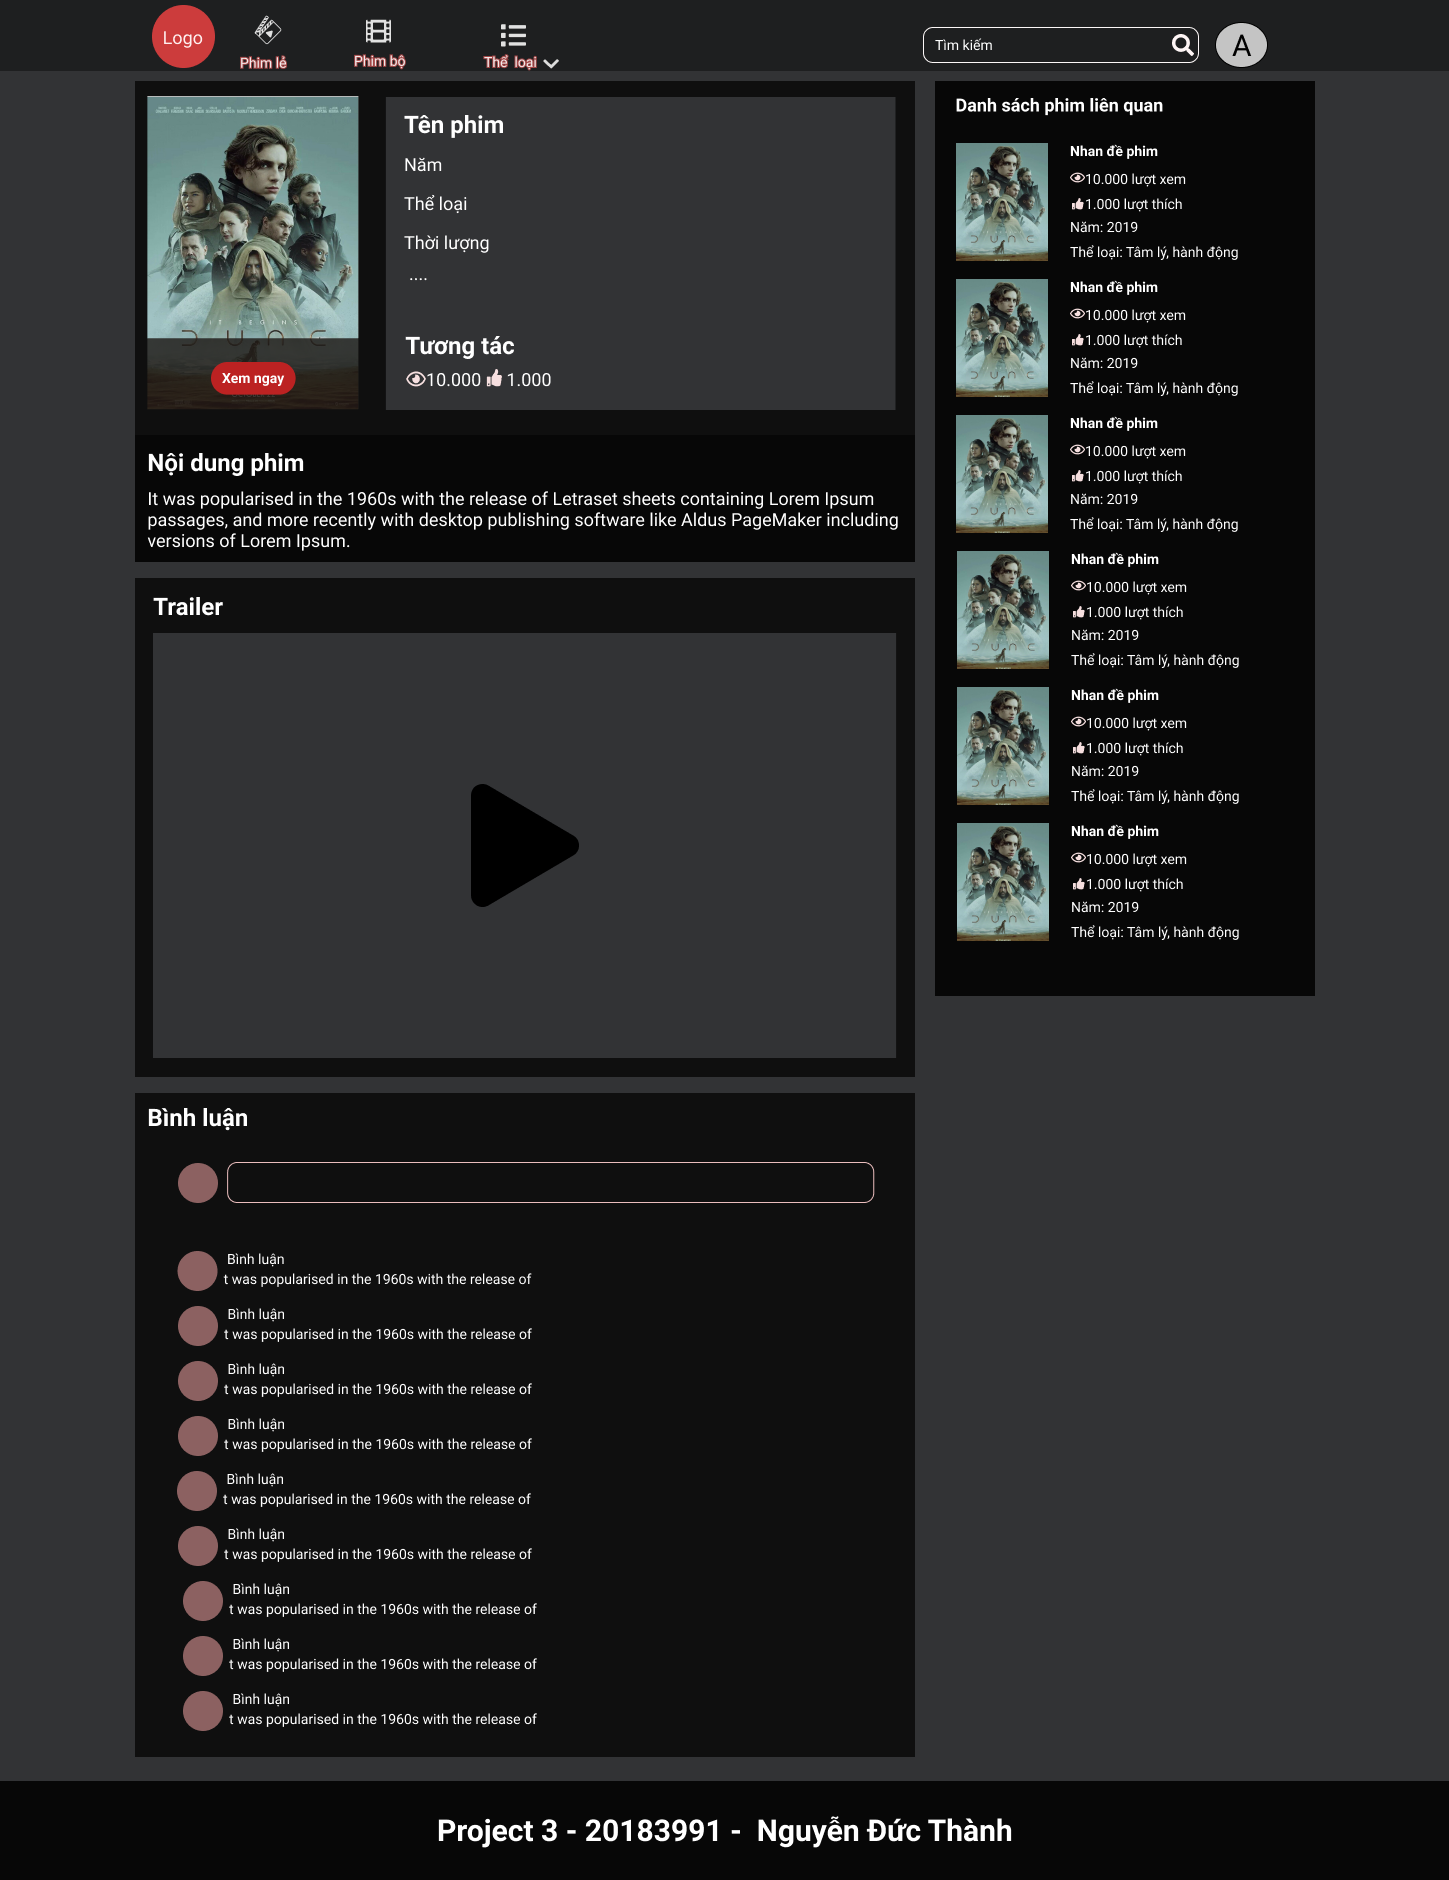 Logo
Phim lẻ
Phim bộ
Thể loại
Tìm kiếm
A
IT BEGINS
DUNE
Xem ngay
Tên phim
Năm
Thể loại
Thời lượng
....
Tương tác
10.000 1.000
Nội dung phim
It was popularised in the 1960s with the release of Letraset sheets containing Lorem Ipsum
passages, and more recently with desktop publishing software like Aldus PageMaker including
versions of Lorem Ipsum.
Trailer
Bình luận
Bình luận
t was popularised in the 1960s with the release of
Bình luận
t was popularised in the 1960s with the release of
Bình luận
t was popularised in the 1960s with the release of
Bình luận
t was popularised in the 1960s with the release of
Bình luận
t was popularised in the 1960s with the release of
Bình luận
t was popularised in the 1960s with the release of
Bình luận
t was popularised in the 1960s with the release of
Bình luận
t was popularised in the 1960s with the release of
Bình luận
t was popularised in the 1960s with the release of
Danh sách phim liên quan
DUNE
Nhan đề phim
10.000 lượt xem
1.000 lượt thích
Năm: 2019
Thể loại: Tâm lý, hành động
DUNE
Nhan đề phim
10.000 lượt xem
1.000 lượt thích
Năm: 2019
Thể loại: Tâm lý, hành động
DUNE
Nhan đề phim
10.000 lượt xem
1.000 lượt thích
Năm: 2019
Thể loại: Tâm lý, hành động
DUNE
Nhan đề phim
10.000 lượt xem
1.000 lượt thích
Năm: 2019
Thể loại: Tâm lý, hành động
DUNE
Nhan đề phim
10.000 lượt xem
1.000 lượt thích
Năm: 2019
Thể loại: Tâm lý, hành động
DUNE
Nhan đề phim
10.000 lượt xem
1.000 lượt thích
Năm: 2019
Thể loại: Tâm lý, hành động
Project 3 - 20183991 - Nguyễn Đức Thành